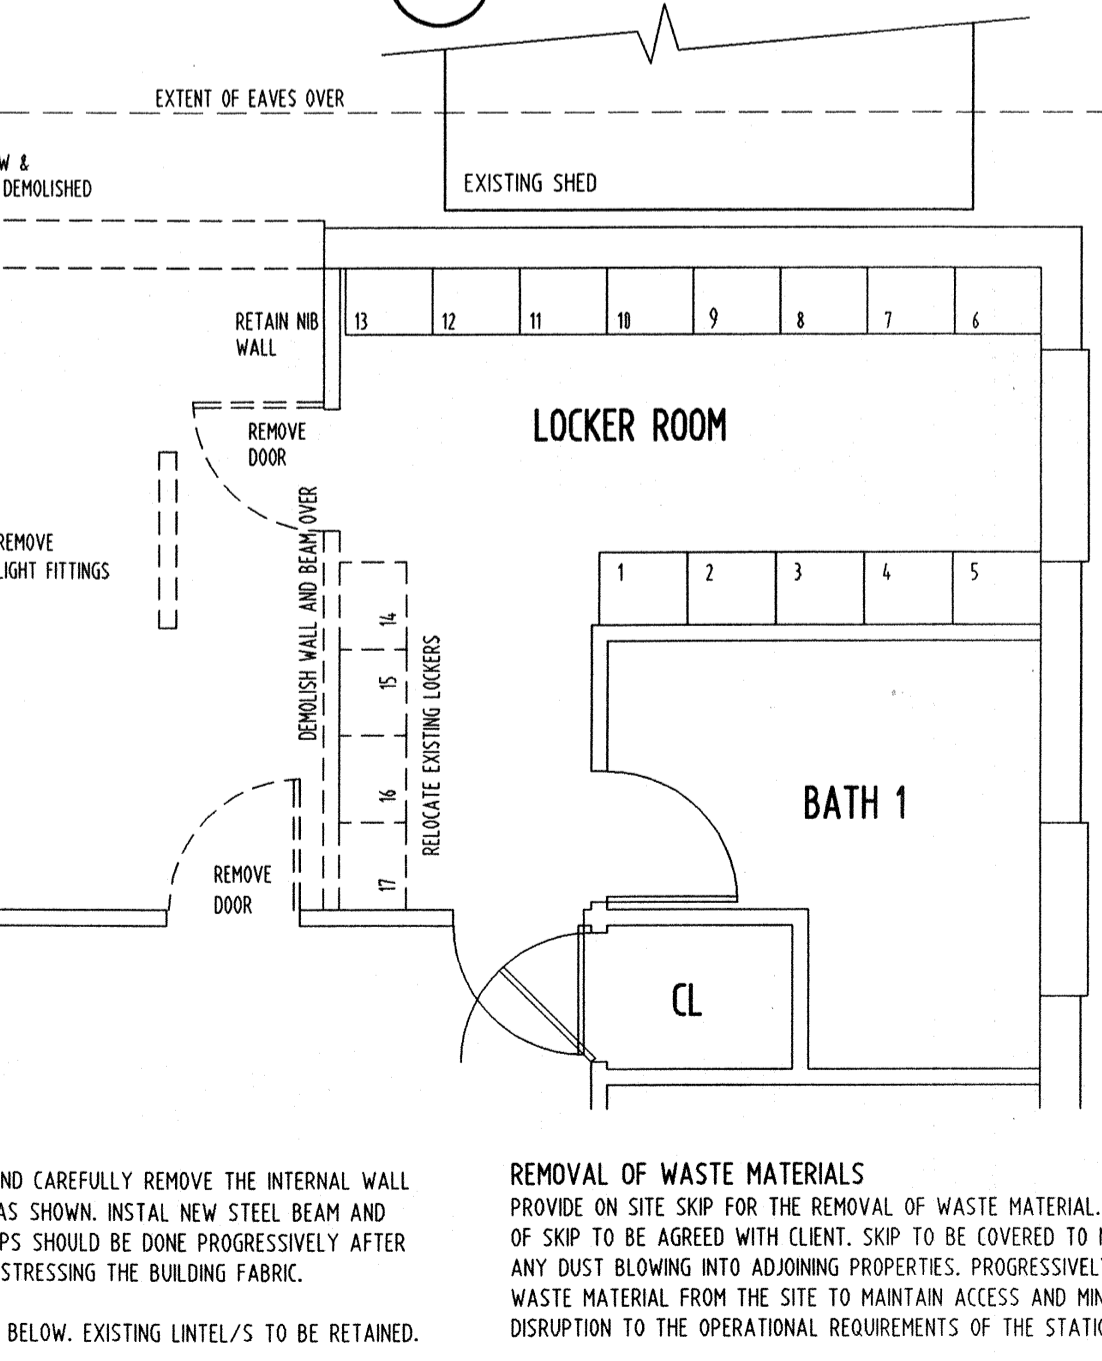 EXTENT OF EAVES OVER
W &
DEMOLISHED
EXISTING SHED
RETAIN NIB
WALL
13 12 11 10 9 8 7 6
LOCKER ROOM
REMOVE
DOOR
DEMOLISH WALL AND BEAM OVER
REMOVE
LIGHT FITTINGS
1 2 3 4 5
14
15
16
17
RELOCATE EXISTING LOCKERS
BATH 1
REMOVE
DOOR
CL
ND CAREFULLY REMOVE THE INTERNAL WALL
AS SHOWN. INSTAL NEW STEEL BEAM AND
PS SHOULD BE DONE PROGRESSIVELY AFTER
STRESSING THE BUILDING FABRIC.
BELOW. EXISTING LINTEL/S TO BE RETAINED.
REMOVAL OF WASTE MATERIALS
PROVIDE ON SITE SKIP FOR THE REMOVAL OF WASTE MATERIAL.
OF SKIP TO BE AGREED WITH CLIENT. SKIP TO BE COVERED TO
ANY DUST BLOWING INTO ADJOINING PROPERTIES. PROGRESSIVEL
WASTE MATERIAL FROM THE SITE TO MAINTAIN ACCESS AND MIN
DISRUPTION TO THE OPERATIONAL REQUIREMENTS OF THE STATI